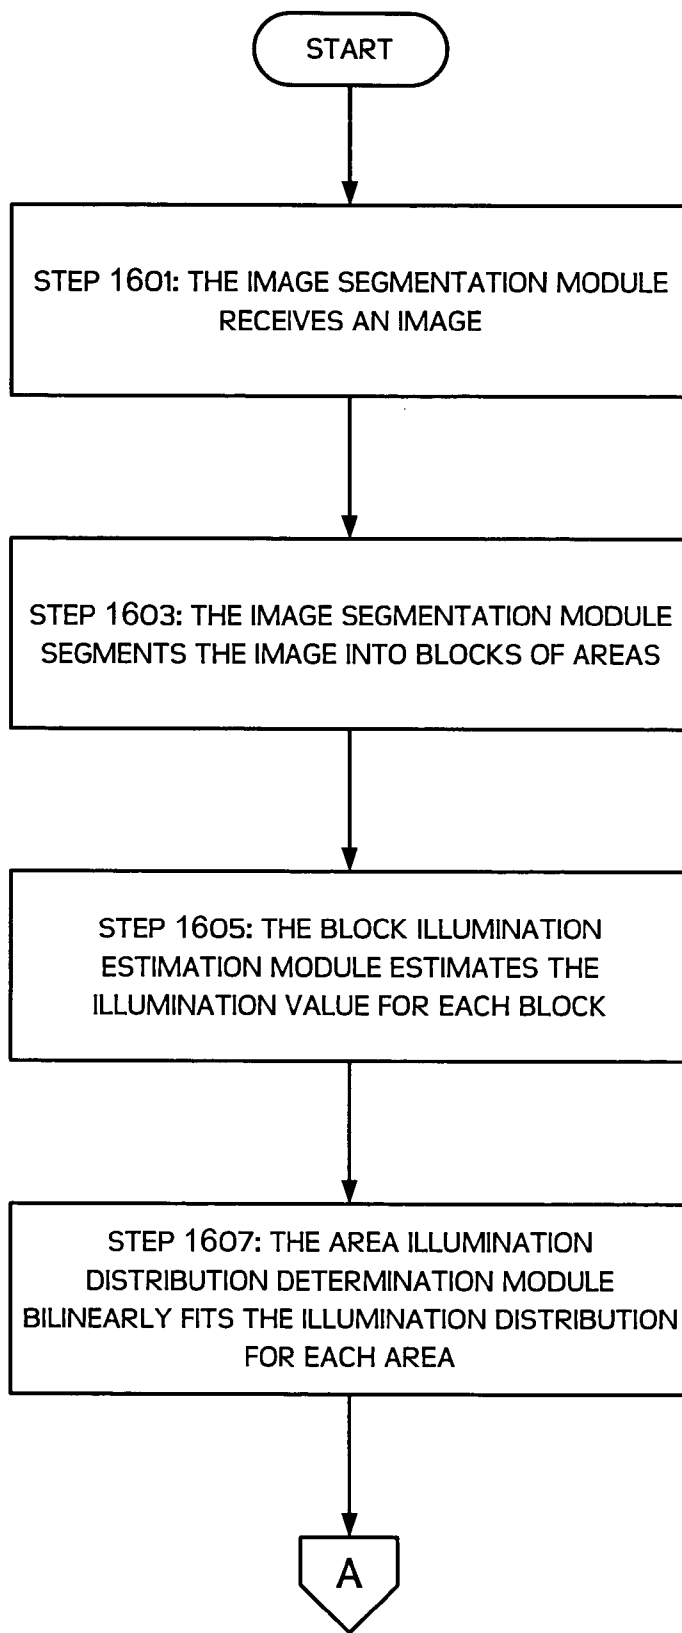 START
STEP 1601: THE IMAGE SEGMENTATION MODULE
RECEIVES AN IMAGE
STEP 1603: THE IMAGE SEGMENTATION MODULE
SEGMENTS THE IMAGE INTO BLOCKS OF AREAS
STEP 1605: THE BLOCK ILLUMINATION
ESTIMATION MODULE ESTIMATES THE
ILLUMINATION VALUE FOR EACH BLOCK
STEP 1607: THE AREA ILLUMINATION
DISTRIBUTION DETERMINATION MODULE
BILINEARLY FITS THE ILLUMINATION DISTRIBUTION
FOR EACH AREA
A